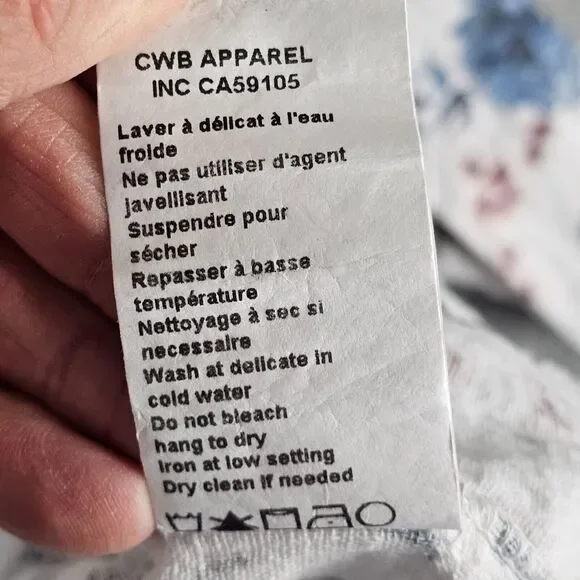 CWB APPAREL
INC CA59105
Laver à délicat à l'eau
froide
Ne pas utiliser d'agent
javellisant
Suspendre pour
sécher
Repasser à basse
température
Nettoyage à sec si
necessaire
Wash at delicate in
cold water
Do not bleach
hang to dry
Iron at low setting
Dry clean if needed